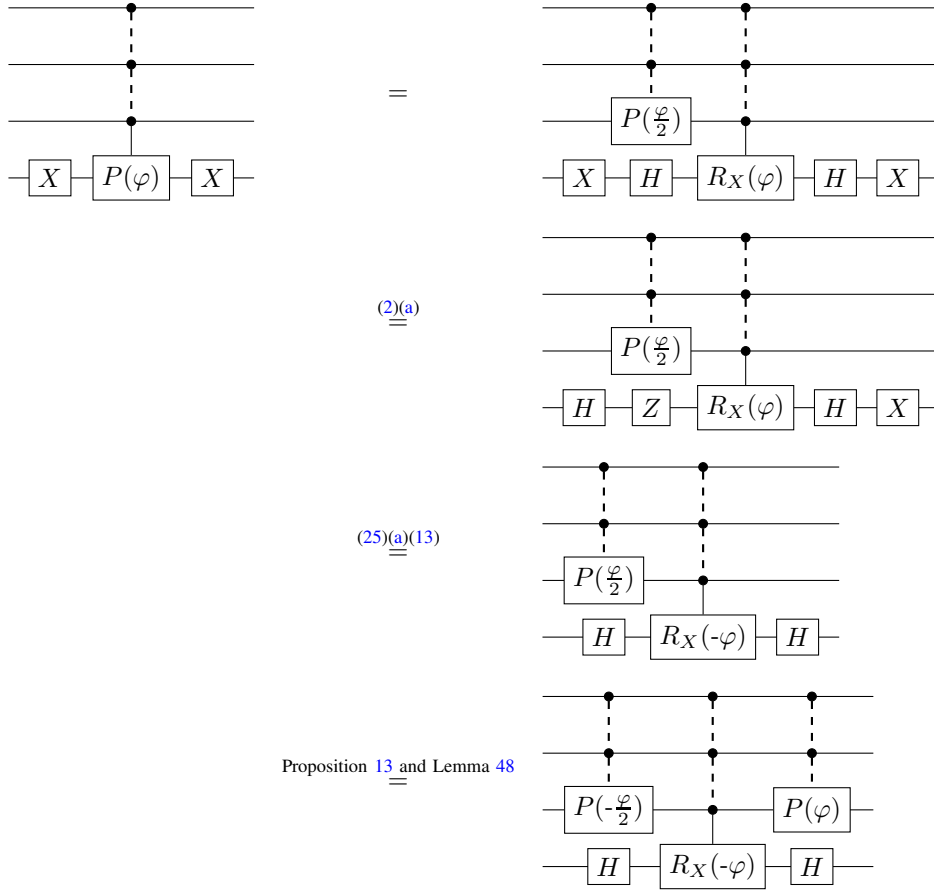 X P(φ) X
=
P(φ/2)
X H R_X(φ) H X
(2)(a)
=
P(φ/2)
H Z R_X(φ) H X
(25)(a)(13)
=
P(φ/2)
H R_X(-φ) H
Proposition 13 and Lemma 48
=
P(-φ/2) P(φ)
H R_X(-φ) H